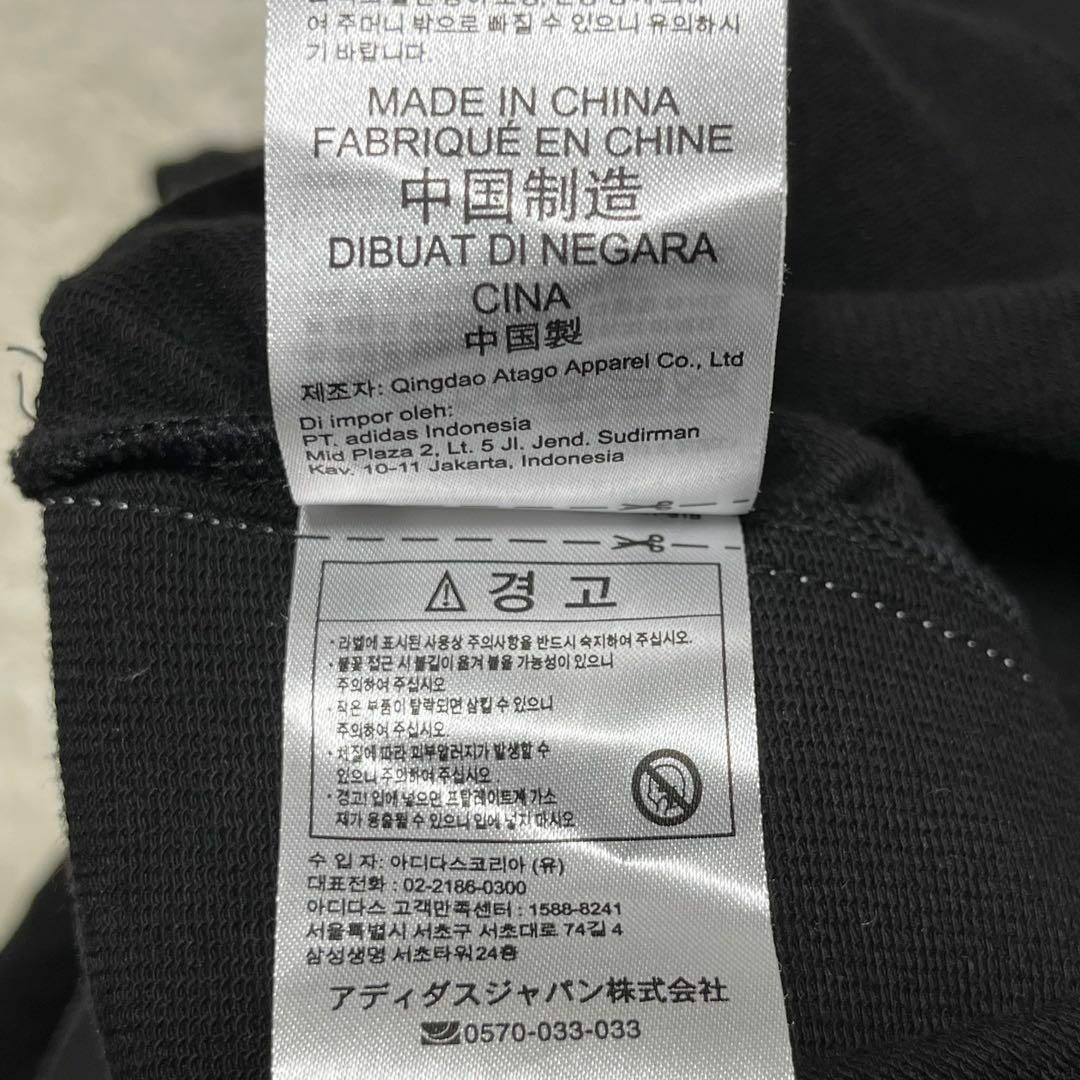 여 주머니 밖으로 빠질 수 있으니 유의하시
기 바랍니다.
MADE IN CHINA
FABRIQUÉ EN CHINE
中国制造
DIBUAT DI NEGARA
CINA
中国製
제조자: Qingdao Atago Apparel Co., Ltd
Di impor oleh:
PT. adidas Indonesia
Mid Plaza 2, Lt. 5 Jl. Jend. Sudirman
Kav. 10-11 Jakarta, Indonesia
경 고
· 라벨에 표시된 사용상 주의사항을 반드시 숙지하여 주십시오.
· 불꽃 접근 시 불길이 옮겨 붙을 가능성이 있으니
주의하여 주십시오
· 작은 부품이 탈락되면 삼킬 수 있으니
주의하여 주십시오.
· 처질에 따라 피부알러지가 발생할 수
있으니 주의하여 주십시오
· 경고! 입에 넣으면 프탈레이트계 가소
제가 용출될 수 있으니 입에 넣지 마시오
수 입 자: 아디다스코리아 (유)
대표전화 : 02-2186-0300
아디다스 고객만족센터 : 1588-8241
서울특별시 서초구 서초대로 74길 4
삼성생명 서초타워 24층
アディダスジャパン株式会社
0570-033-033